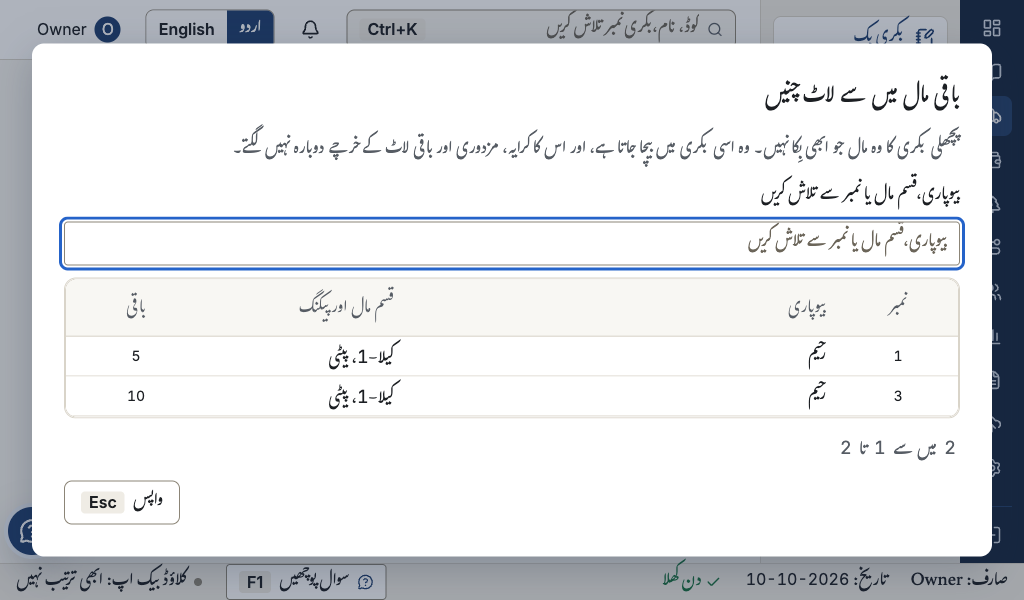 بکری بک
کوڈ، نام، بکری نمبر تلاش کریں
Ctrl+K
اردو
English
O
Owner
باقی مال میں سے لاٹ چنیں
پچھلی بکری کا وہ مال جو ابھی بِکا نہیں۔ وہ اسی بکری میں بیچا جاتا ہے، اور اس کا کرایہ، مزدوری اور باقی لاٹ کے خرچے دوبارہ نہیں لگتے۔
بیوپاری، قسم مال یا نمبر سے تلاش کریں
بیوپاری، قسم مال یا نمبر سے تلاش کریں
نمبر بیوپاری قسم مال اور پیکنگ باقی
1 رحیم کیلا-1، پیٹی 5
3 رحیم کیلا-1، پیٹی 10
2 میں سے 1 تا 2
واپس Esc
صارف: Owner
تاریخ: 10-10-2026
دن کھلا
سوال پوچھیں F1
کلاؤڈ بیک اپ: ابھی ترتیب نہیں